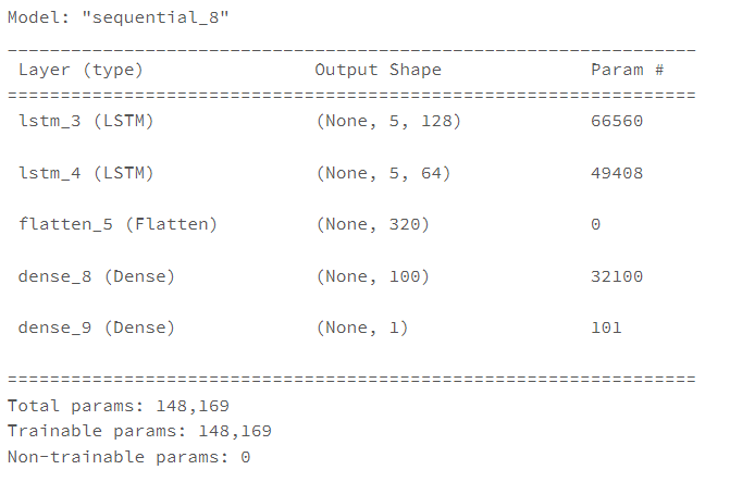 Model: "sequential_8"
_________________________________________________________________
Layer (type) Output Shape Param #
=================================================================
lstm_3 (LSTM) (None, 5, 128) 66560
lstm_4 (LSTM) (None, 5, 64) 49408
flatten_5 (Flatten) (None, 320) 0
dense_8 (Dense) (None, 100) 32100
dense_9 (Dense) (None, 1) 101
=================================================================
Total params: 148,169
Trainable params: 148,169
Non-trainable params: 0